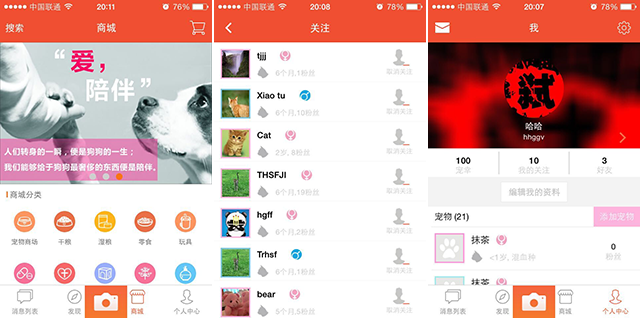 中国联通 20:11 76%
搜索 商城
“爱，
陪伴”
人们转身的一瞬，便是狗狗的一生；
我们能够给于狗狗最奢侈的东西便是陪伴。
商城分类
宠物商场 干粮 湿粮 零食 玩具
消息列表 发现 商城 个人中心
中国联通 20:08 78%
关注
tjjj
6个月,1粉丝 取消关注
Xiao tu
6个月,10粉丝 取消关注
Cat
2岁, 8粉丝 取消关注
THSFJI
6个月,19粉丝 取消关注
hgff
6个月,2粉丝 取消关注
Trhsf
6个月,1粉丝 取消关注
bear
6个月,2粉丝 取消关注
中国联通 20:07 78%
我
弑
哈哈
hhggv
100 10 3
宠幸 我的关注 好友
编辑我的资料
宠物 (21) 添加宠物
抹茶 0
<1岁, 混血种 粉丝
抹茶
消息列表 发现 商城 个人中心